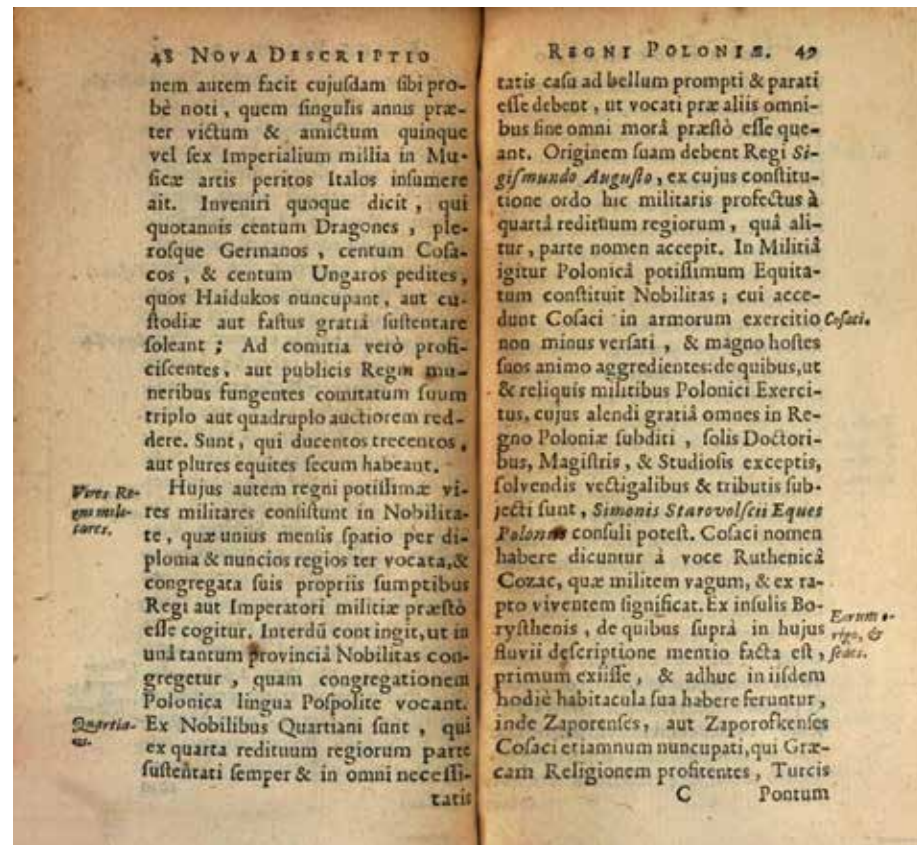 48 NOVA DESCRIPTIO
nem autem facit cujuſdam ſibi pro-
bè noti, quem ſingulis annis præ-
ter victum & amictum quinque
vel ſex Imperialium millia in Mu-
ſicæ artis peritos Italos inſumere
ait. Inveniri quoque dicit, qui
quotannis centum Dragones, ple-
roſque Germanos, centum Coſa-
cos, & centum Ungaros pedites,
quos Haidukos nuncupant, aut cu-
ſtodiæ aut faſtus gratiâ ſuſtentare
ſoleant; Ad comitia verò profi-
ciſcentes, aut publicis Regni mu-
neribus fungentes comitatum ſuum
triplo aut quadruplo auctiorem red-
dere. Sunt, qui ducentos trecentos,
aut plures equites ſecum habeant.
Vires Re-
gni mili-
tares.
Hujus autem regni potiſſimæ vi-
res militares conſiſtunt in Nobilita-
te, quæ unius menſis ſpatio per di-
plomà & nuncios regios ter vocata, &
congregata ſuis propriis ſumptibus
Regi aut Imperatori militiæ præſtò
eſſe cogitur. Interdũ contingit, ut in
unâ tantum provinciâ Nobilitas con-
gregetur, quam congregationem
Polonica lingua Poſpolite vocant.
Quartia-
ni.
Ex Nobilibus Quartiani ſunt, qui
ex quarta redituum regiorum parte
ſuſtentati ſemper & in omni neceſſi-
tatis
REGNI POLONIÆ. 49
tatis caſu ad bellum prompti & parati
eſſe debent, ut vocati præ aliis omni-
bus ſine omni morâ præſtò eſſe que-
ant. Originem ſuam debent Regi Si-
giſmundo Auguſto, ex cujus conſtitu-
tione ordo hic militaris profectus à
quartâ redituum regiorum, quâ ali-
tur, parte nomen accepit. In Militiâ
igitur Polonicâ potiſſimum Equita-
tum conſtituit Nobilitas; cui acce-
dunt Coſaci in armorum exercitio
Coſaci.
non minus verſati, & magno hoſtes
ſuos animo aggredientes: de quibus, ut
& reliquis militibus Polonici Exerci-
tus, cujus alendi gratiâ omnes in Re-
gno Poloniæ ſubditi, ſolis Doctori-
bus, Magiſtris, & Studioſis exceptis,
ſolvendis vectigalibus & tributis ſub-
jecti ſunt, Simonis Starovolſcii Eques
Polonus conſuli poteſt. Coſaci nomen
habere dicuntur à voce Ruthenicâ
Cozac, quæ militem vagum, & ex ra-
pto viventem ſignificat. Ex inſulis Bo-
Earum o-
rigo, &
ſedes.
ryſthenis, de quibus ſuprà in hujus
fluvii deſcriptione mentio facta eſt,
primum exiiſſe, & adhuc in iiſdem
hodiè habitacula ſua habere feruntur,
inde Zaporenſes, aut Zaporoſkenſes
Coſaci etiamnum nuncupati, qui Græ-
cam Religionem profitentes, Turcis
C Pontum